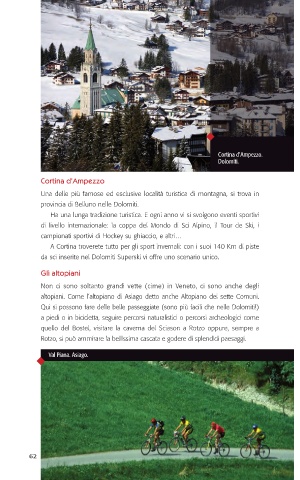 Cortina d'Ampezzo.
Dolomiti.
Cortina d'Ampezzo
Una delle più famose ed esclusive località turistica di montagna, si trova in
provincia di Belluno nelle Dolomiti.
Ha una lunga tradizione turistica. E ogni anno vi si svolgono eventi sportivi
di livello internazionale: la coppa del Mondo di Sci Alpino, il Tour de Ski, i
campionati sportivi di Hockey su ghiaccio, e altri…
A Cortina troverete tutto per gli sport invernali: con i suoi 140 Km di piste
da sci inserite nel Dolomiti Superski vi offre uno scenario unico.
Gli altopiani
Non ci sono soltanto grandi vette (cime) in Veneto, ci sono anche degli
altopiani. Come l'altopiano di Asiago detto anche Altopiano dei sette Comuni.
Qui si possono fare delle belle passeggiate (sono più facili che nelle Dolomiti!)
a piedi o in bicicletta, seguire percorsi naturalistici o percorsi archeologici come
quello del Bostel, visitare la caverna del Scieson a Rotzo oppure, sempre a
Rotzo, si può ammirare la bellissima cascata e godere di splendidi paesaggi.
Val Piana. Asiago.
62